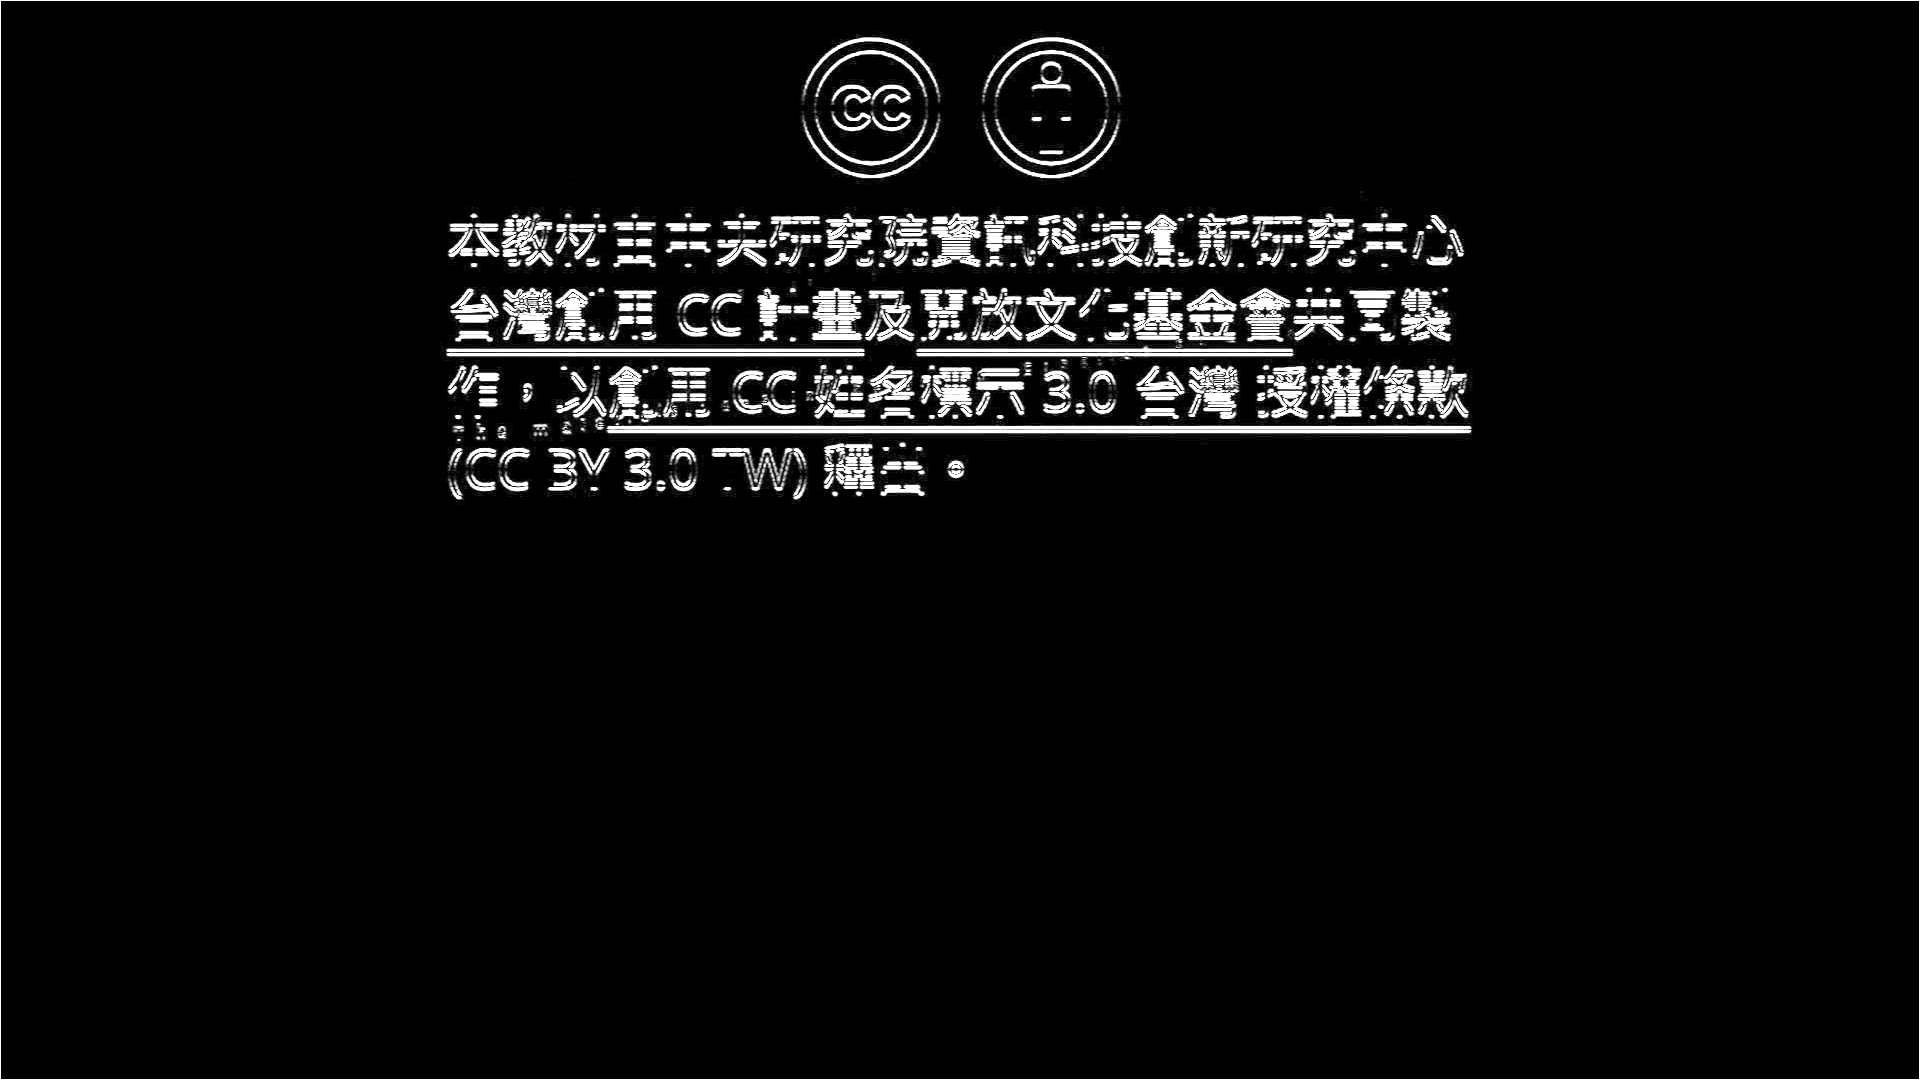 CC
本教材由中央研究院資訊科技創新研究中心
台灣創用 CC 計畫及開放文化基金會共同製
作，以創用 CC 姓名標示 3.0 台灣 授權條款
(CC BY 3.0 TW) 釋出。